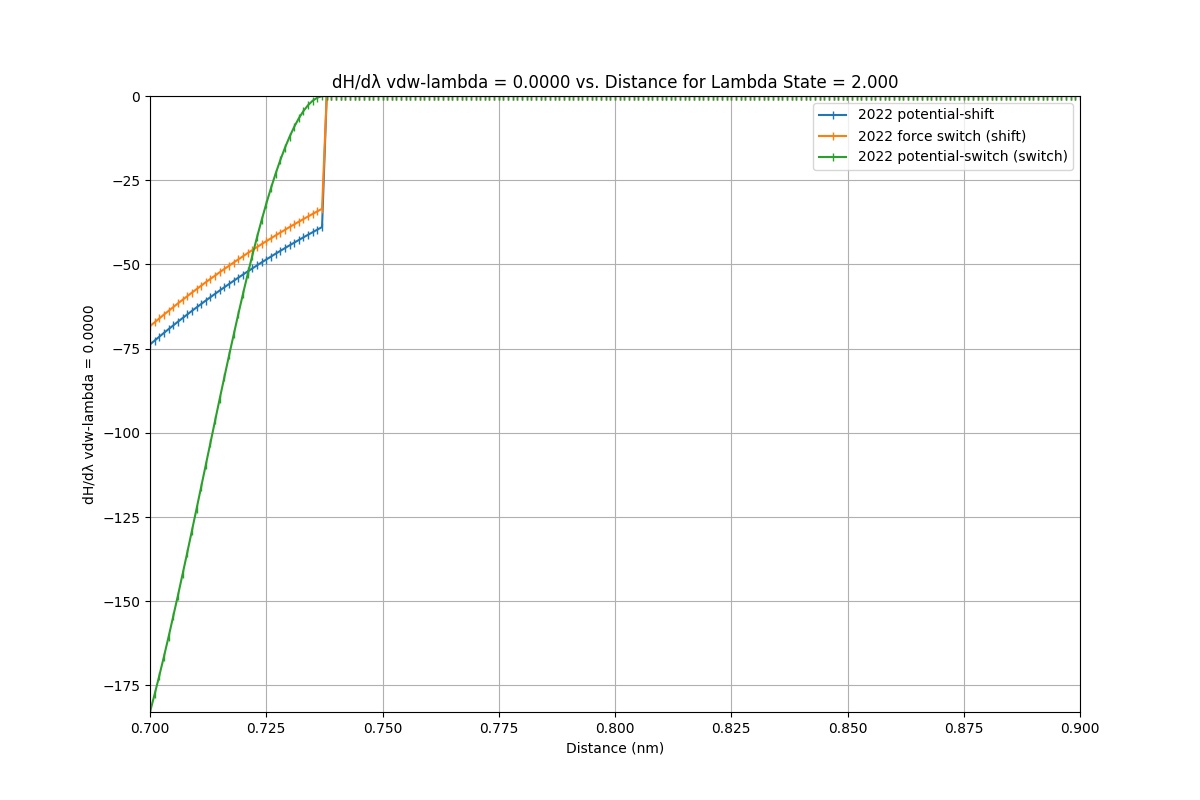 dH/dλ vdw-lambda = 0.0000 vs. Distance for Lambda State = 2.000
2022 potential-shift
2022 force switch (shift)
2022 potential-switch (switch)
0
−25
−50
−75
−100
−125
−150
−175
dH/dλ vdw-lambda = 0.0000
0.700
0.725
0.750
0.775
0.800
0.825
0.850
0.875
0.900
Distance (nm)